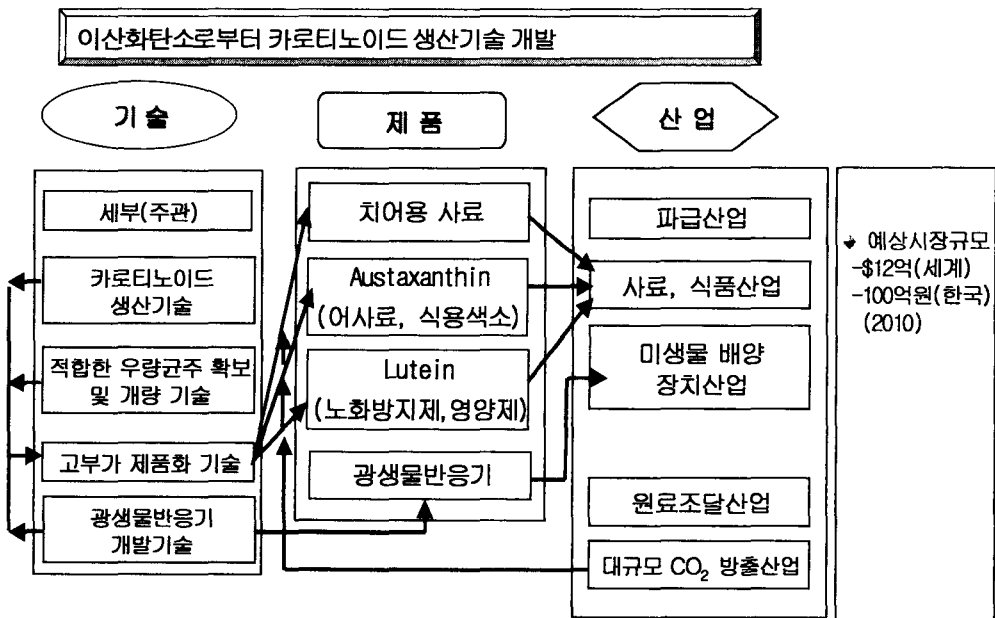 이산화탄소로부터 카로티노이드 생산기술 개발
기 술
제 품
산 업
세부(주관)
카로티노이드
생산기술
적합한 우량균주 확보
및 개량 기술
고부가 제품화 기술
광생물반응기
개발기술
치어용 사료
Austaxanthin
(어사료, 식용색소)
Lutein
(노화방지제,영양제)
광생물반응기
파급산업
사료, 식품산업
미생물 배양
장치산업
원료조달산업
대규모 CO₂ 방출산업
예상시장규모
-$12억(세계)
-100억원(한국)
(2010)